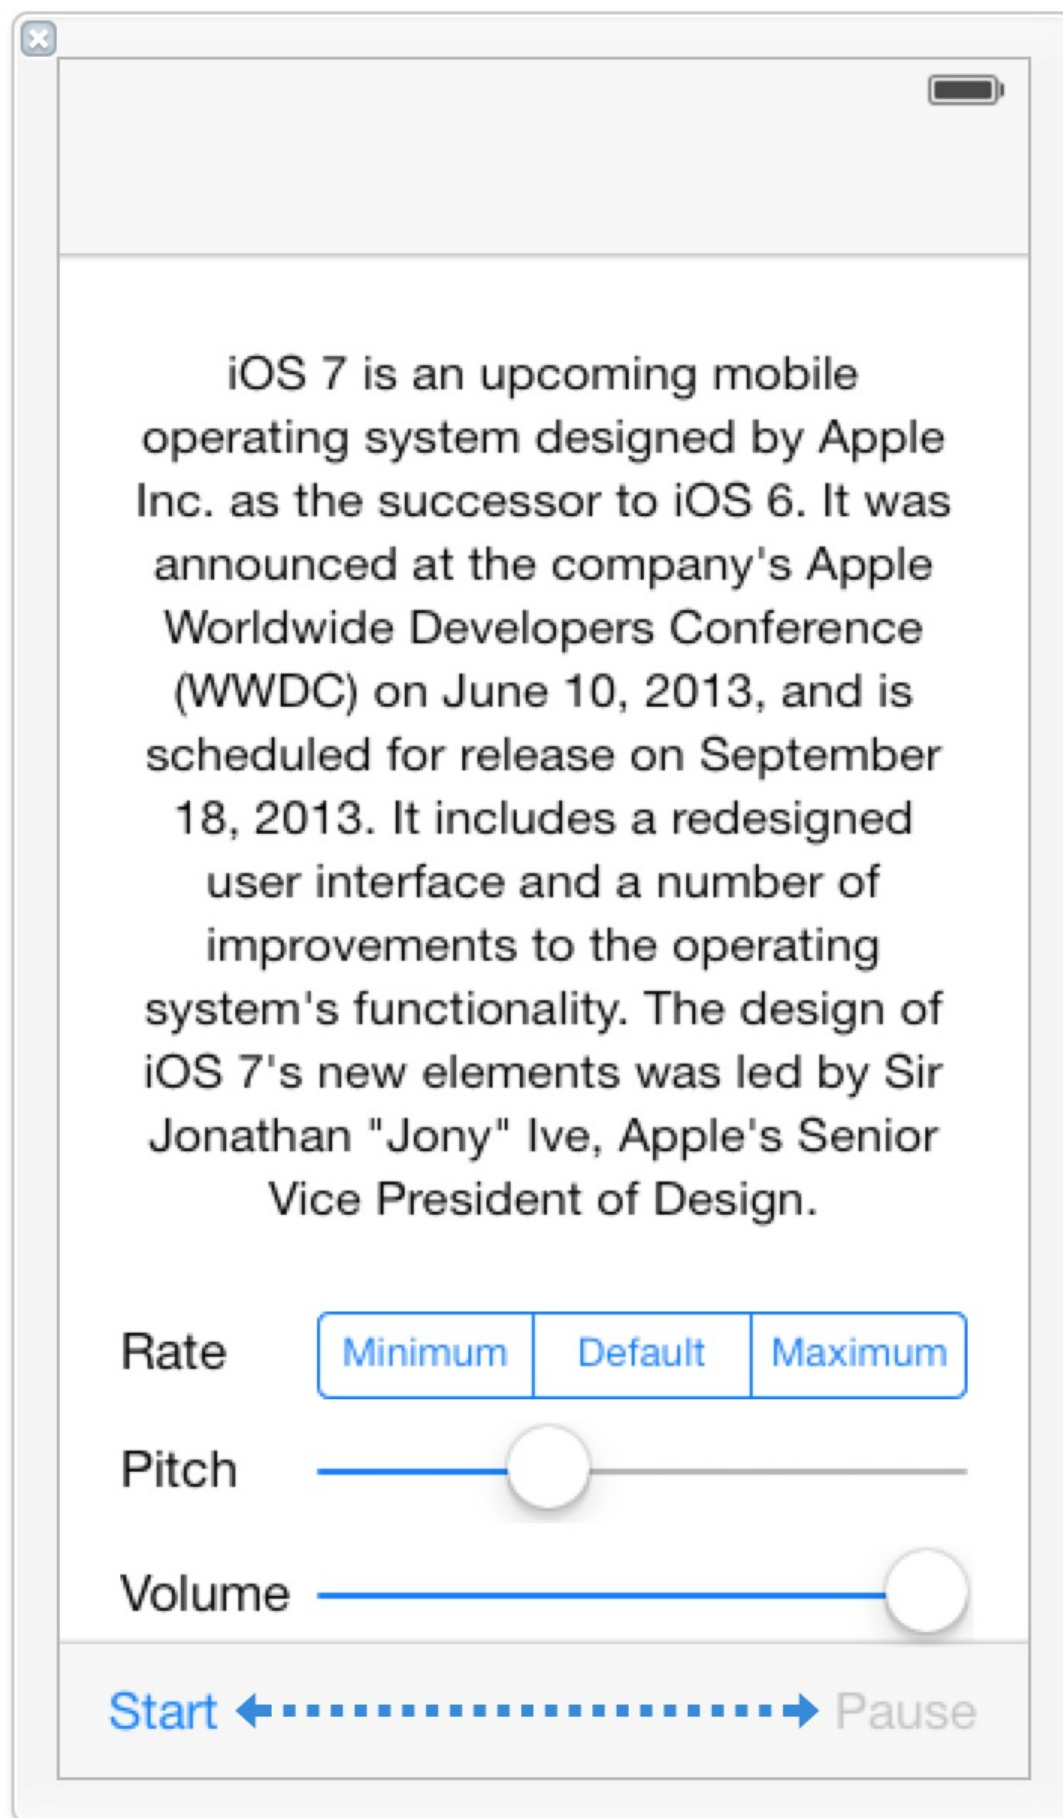 iOS 7 is an upcoming mobile
operating system designed by Apple
Inc. as the successor to iOS 6. It was
announced at the company's Apple
Worldwide Developers Conference
(WWDC) on June 10, 2013, and is
scheduled for release on September
18, 2013. It includes a redesigned
user interface and a number of
improvements to the operating
system's functionality. The design of
iOS 7's new elements was led by Sir
Jonathan "Jony" Ive, Apple's Senior
Vice President of Design.
Rate Minimum Default Maximum
Pitch
Volume
Start Pause